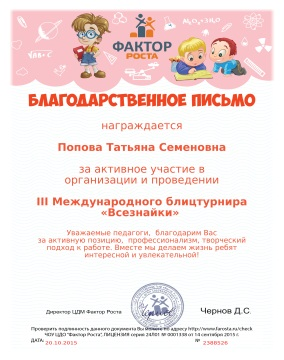 ФАКТОР
РОСТА
БЛАГОДАРСТВЕННОЕ ПИСЬМО
награждается
Попова Татьяна Семеновна
за активное участие в
организации и проведении
III Международного блицтурнира
«Всезнайки»
Уважаемые педагоги, благодарим Вас
за активную позицию, профессионализм, творческий
подход к работе. Вместе мы делаем жизнь ребят
интересной и увлекательной!
Директор ЦДМ Фактор Роста Чернов Д.С.
Проверить подлинность данного документа Вы можете по адресу http://www.farosta.ru/check
ЧОУ ЦДО "Фактор Роста", ЛИЦЕНЗИЯ серия 24Л01 № 0001338 от 14 сентября 2015 г.
ДАТА: 20.10.2015 № 2388526